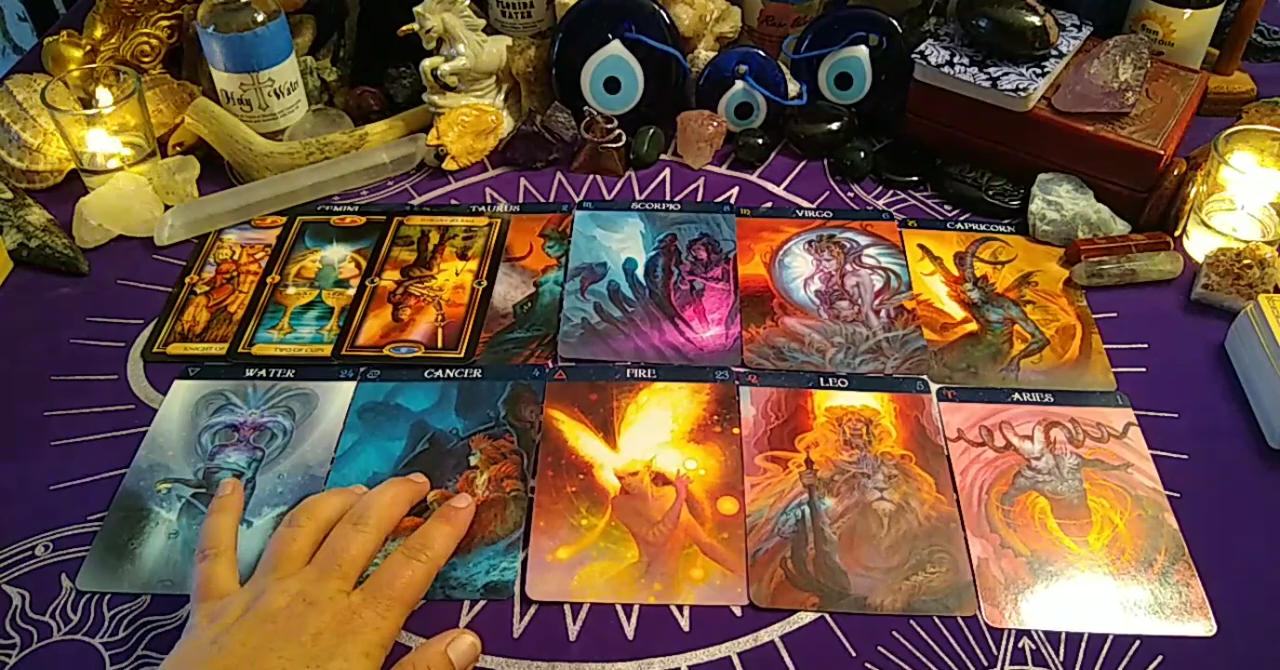 FLORIDA
WATER
Holy Water
GEMINI
TAURUS 2
SCORPIO 8
VIRGO 6
CAPRICORN
KNIGHT OF
TWO OF CUPS
WATER 24
CANCER 4
FIRE 23
LEO 5
ARIES 1